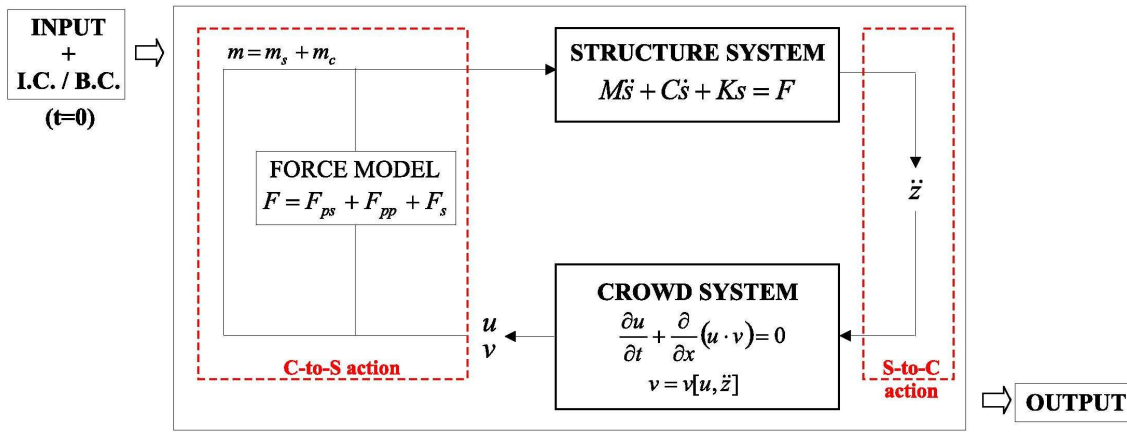 INPUT
+
I.C. / B.C.
(t=0)
m = m_s + m_c
FORCE MODEL
F = F_ps + F_pp + F_s
C-to-S action
STRUCTURE SYSTEM
Ms̈ + Cṡ + Ks = F
z̈
u
v
CROWD SYSTEM
∂u/∂t + ∂/∂x (u · v) = 0
v = v[u, z̈]
S-to-C
action
OUTPUT